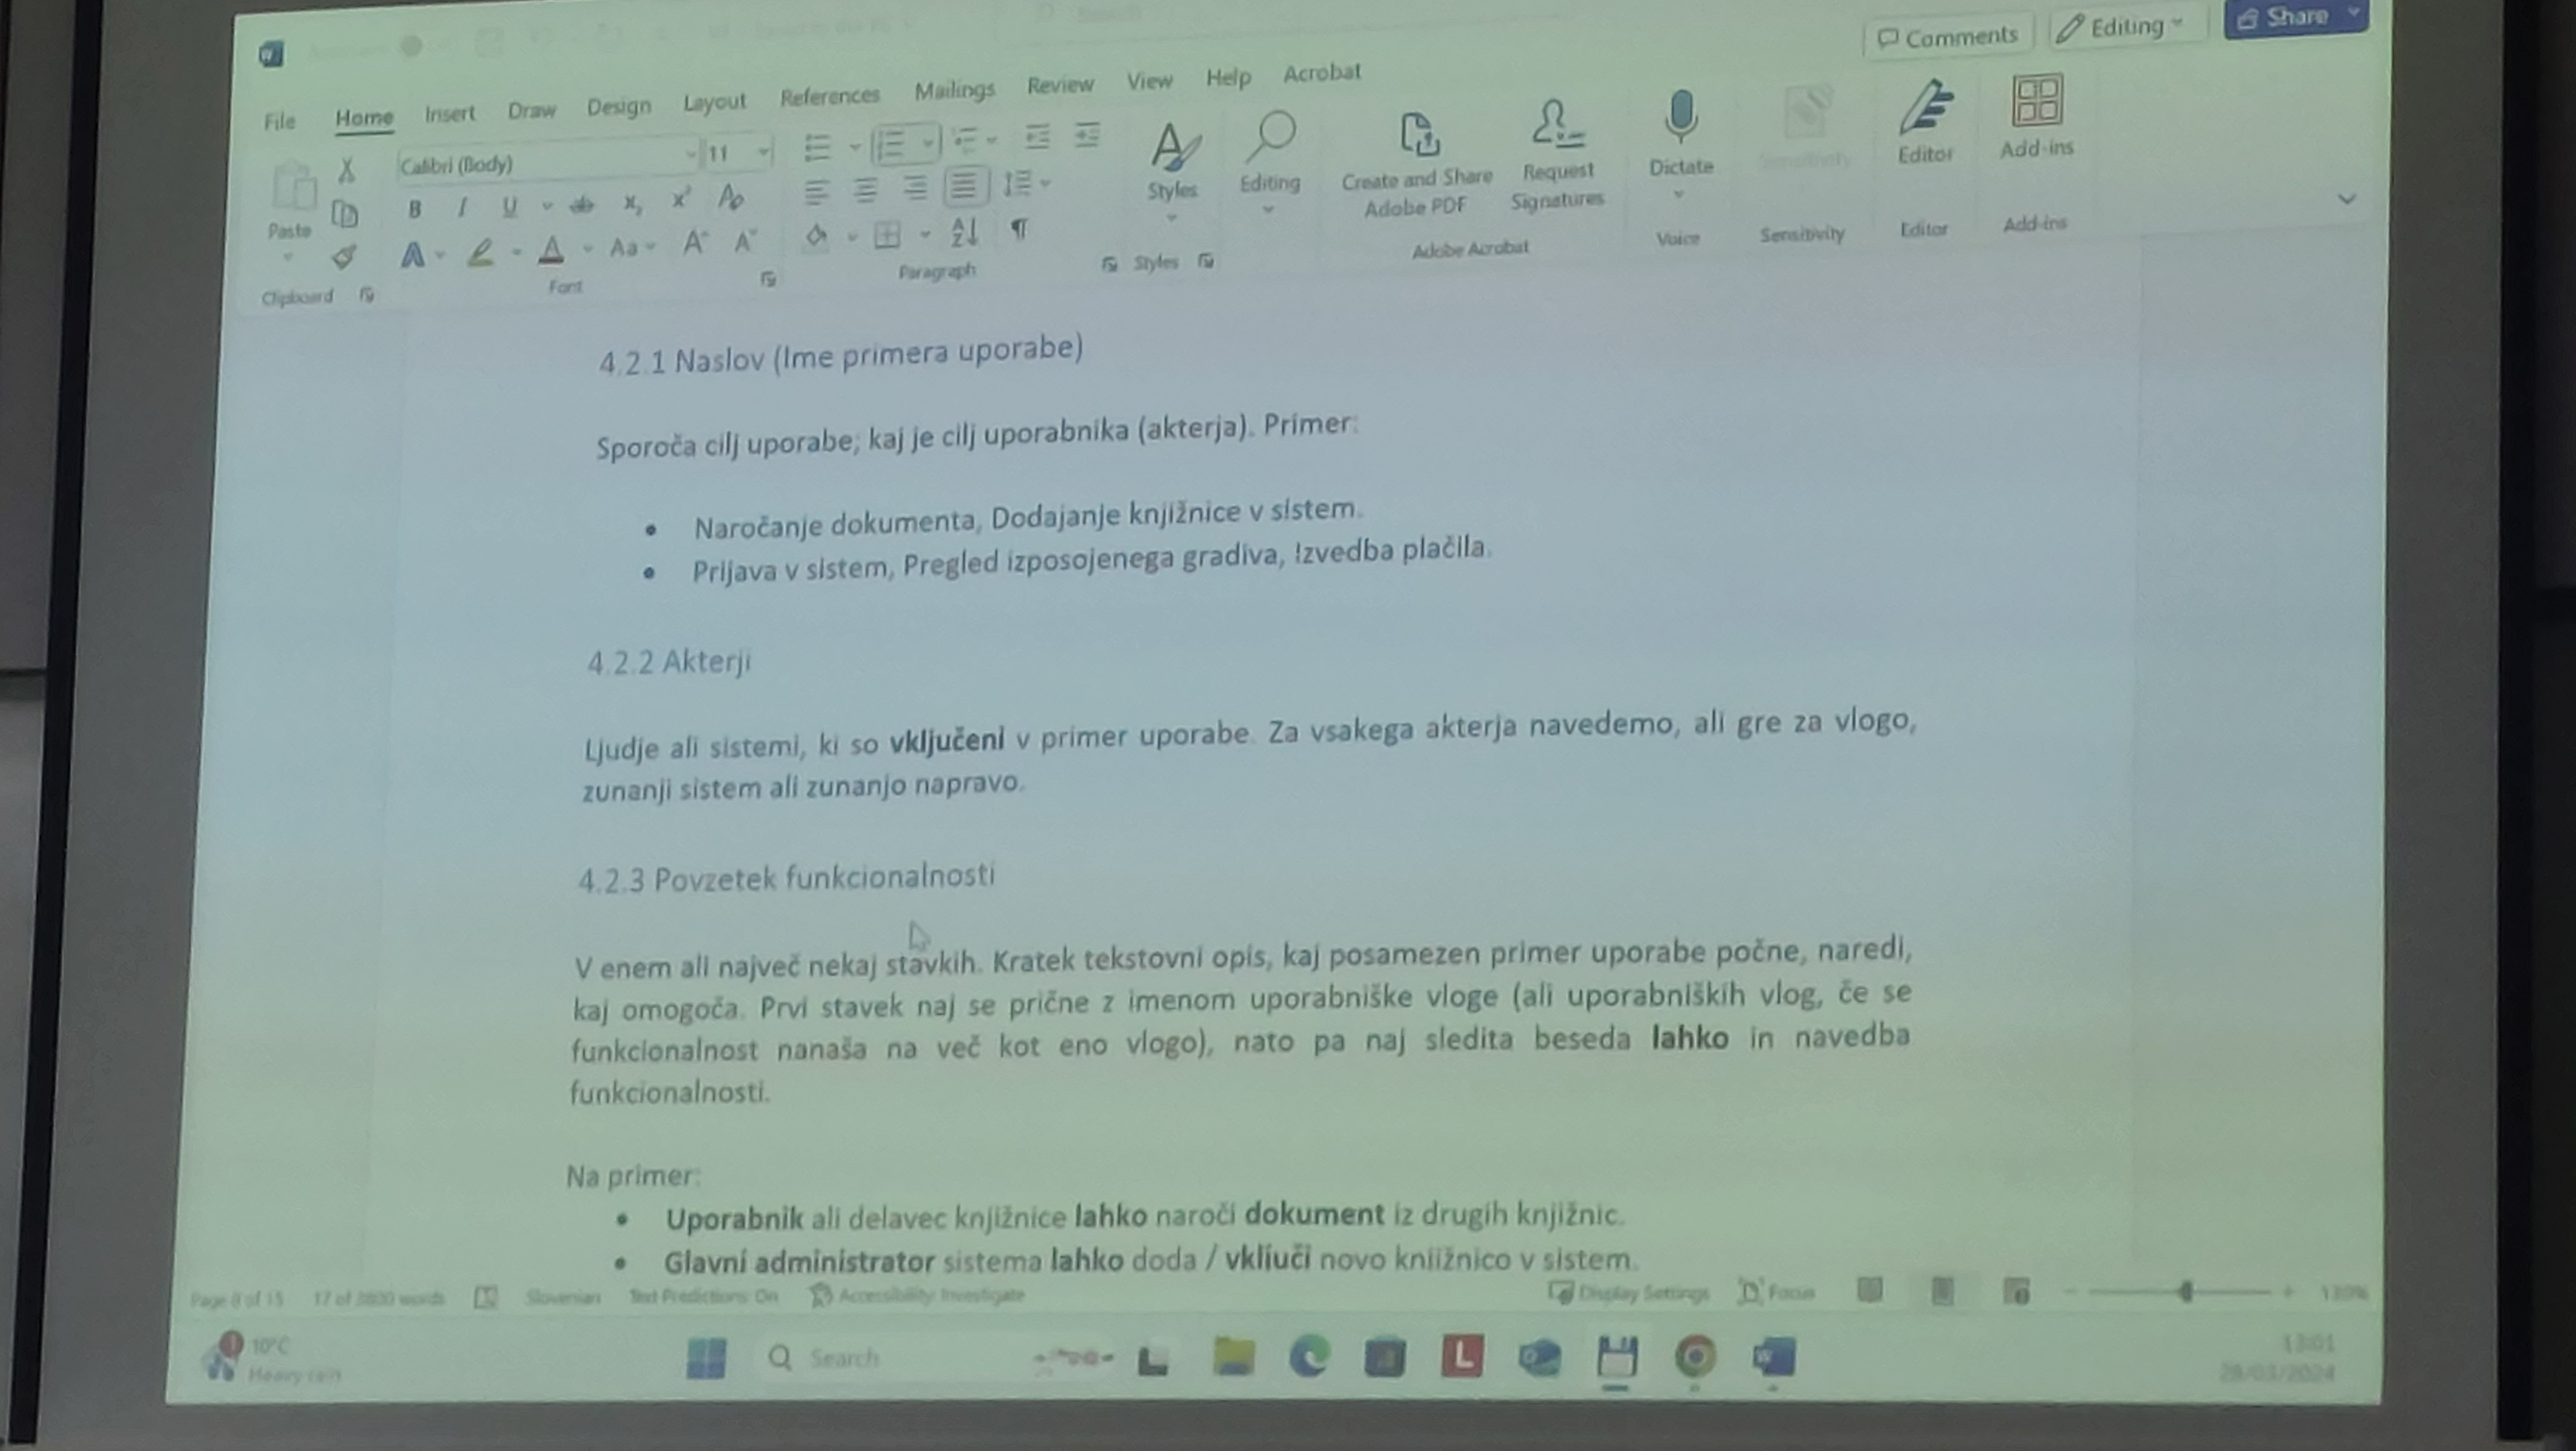 Comments Editing Share
File Home Insert Draw Design Layout References Mailings Review View Help Acrobat
Calibri (Body) 11
Paste
Styles
Editing
Create and Share Adobe PDF
Request Signatures
Dictate
Editor
Add-ins
Clipboard Font Paragraph Styles Adobe Acrobat Voice Sensitivity Editor Add-ins
4.2.1 Naslov (Ime primera uporabe)
Sporoča cilj uporabe; kaj je cilj uporabnika (akterja). Primer:
• Naročanje dokumenta, Dodajanje knjižnice v sistem.
• Prijava v sistem, Pregled izposojenega gradiva, Izvedba plačila.
4.2.2 Akterji
Ljudje ali sistemi, ki so vključeni v primer uporabe. Za vsakega akterja navedemo, ali gre za vlogo,
zunanji sistem ali zunanjo napravo.
4.2.3 Povzetek funkcionalnosti
V enem ali največ nekaj stavkih. Kratek tekstovni opis, kaj posamezen primer uporabe počne, naredi,
kaj omogoča. Prvi stavek naj se prične z imenom uporabniške vloge (ali uporabniških vlog, če se
funkcionalnost nanaša na več kot eno vlogo), nato pa naj sledita beseda lahko in navedba
funkcionalnosti.
Na primer:
• Uporabnik ali delavec knjižnice lahko naroči dokument iz drugih knjižnic.
• Glavni administrator sistema lahko doda / vključi novo knjižnico v sistem.
Page 8 of 15 Slovenian Text Predictions: On Accessibility: Investigate Display Settings Focus
10°C
Heavy rain
Search
13:01
28/03/2024